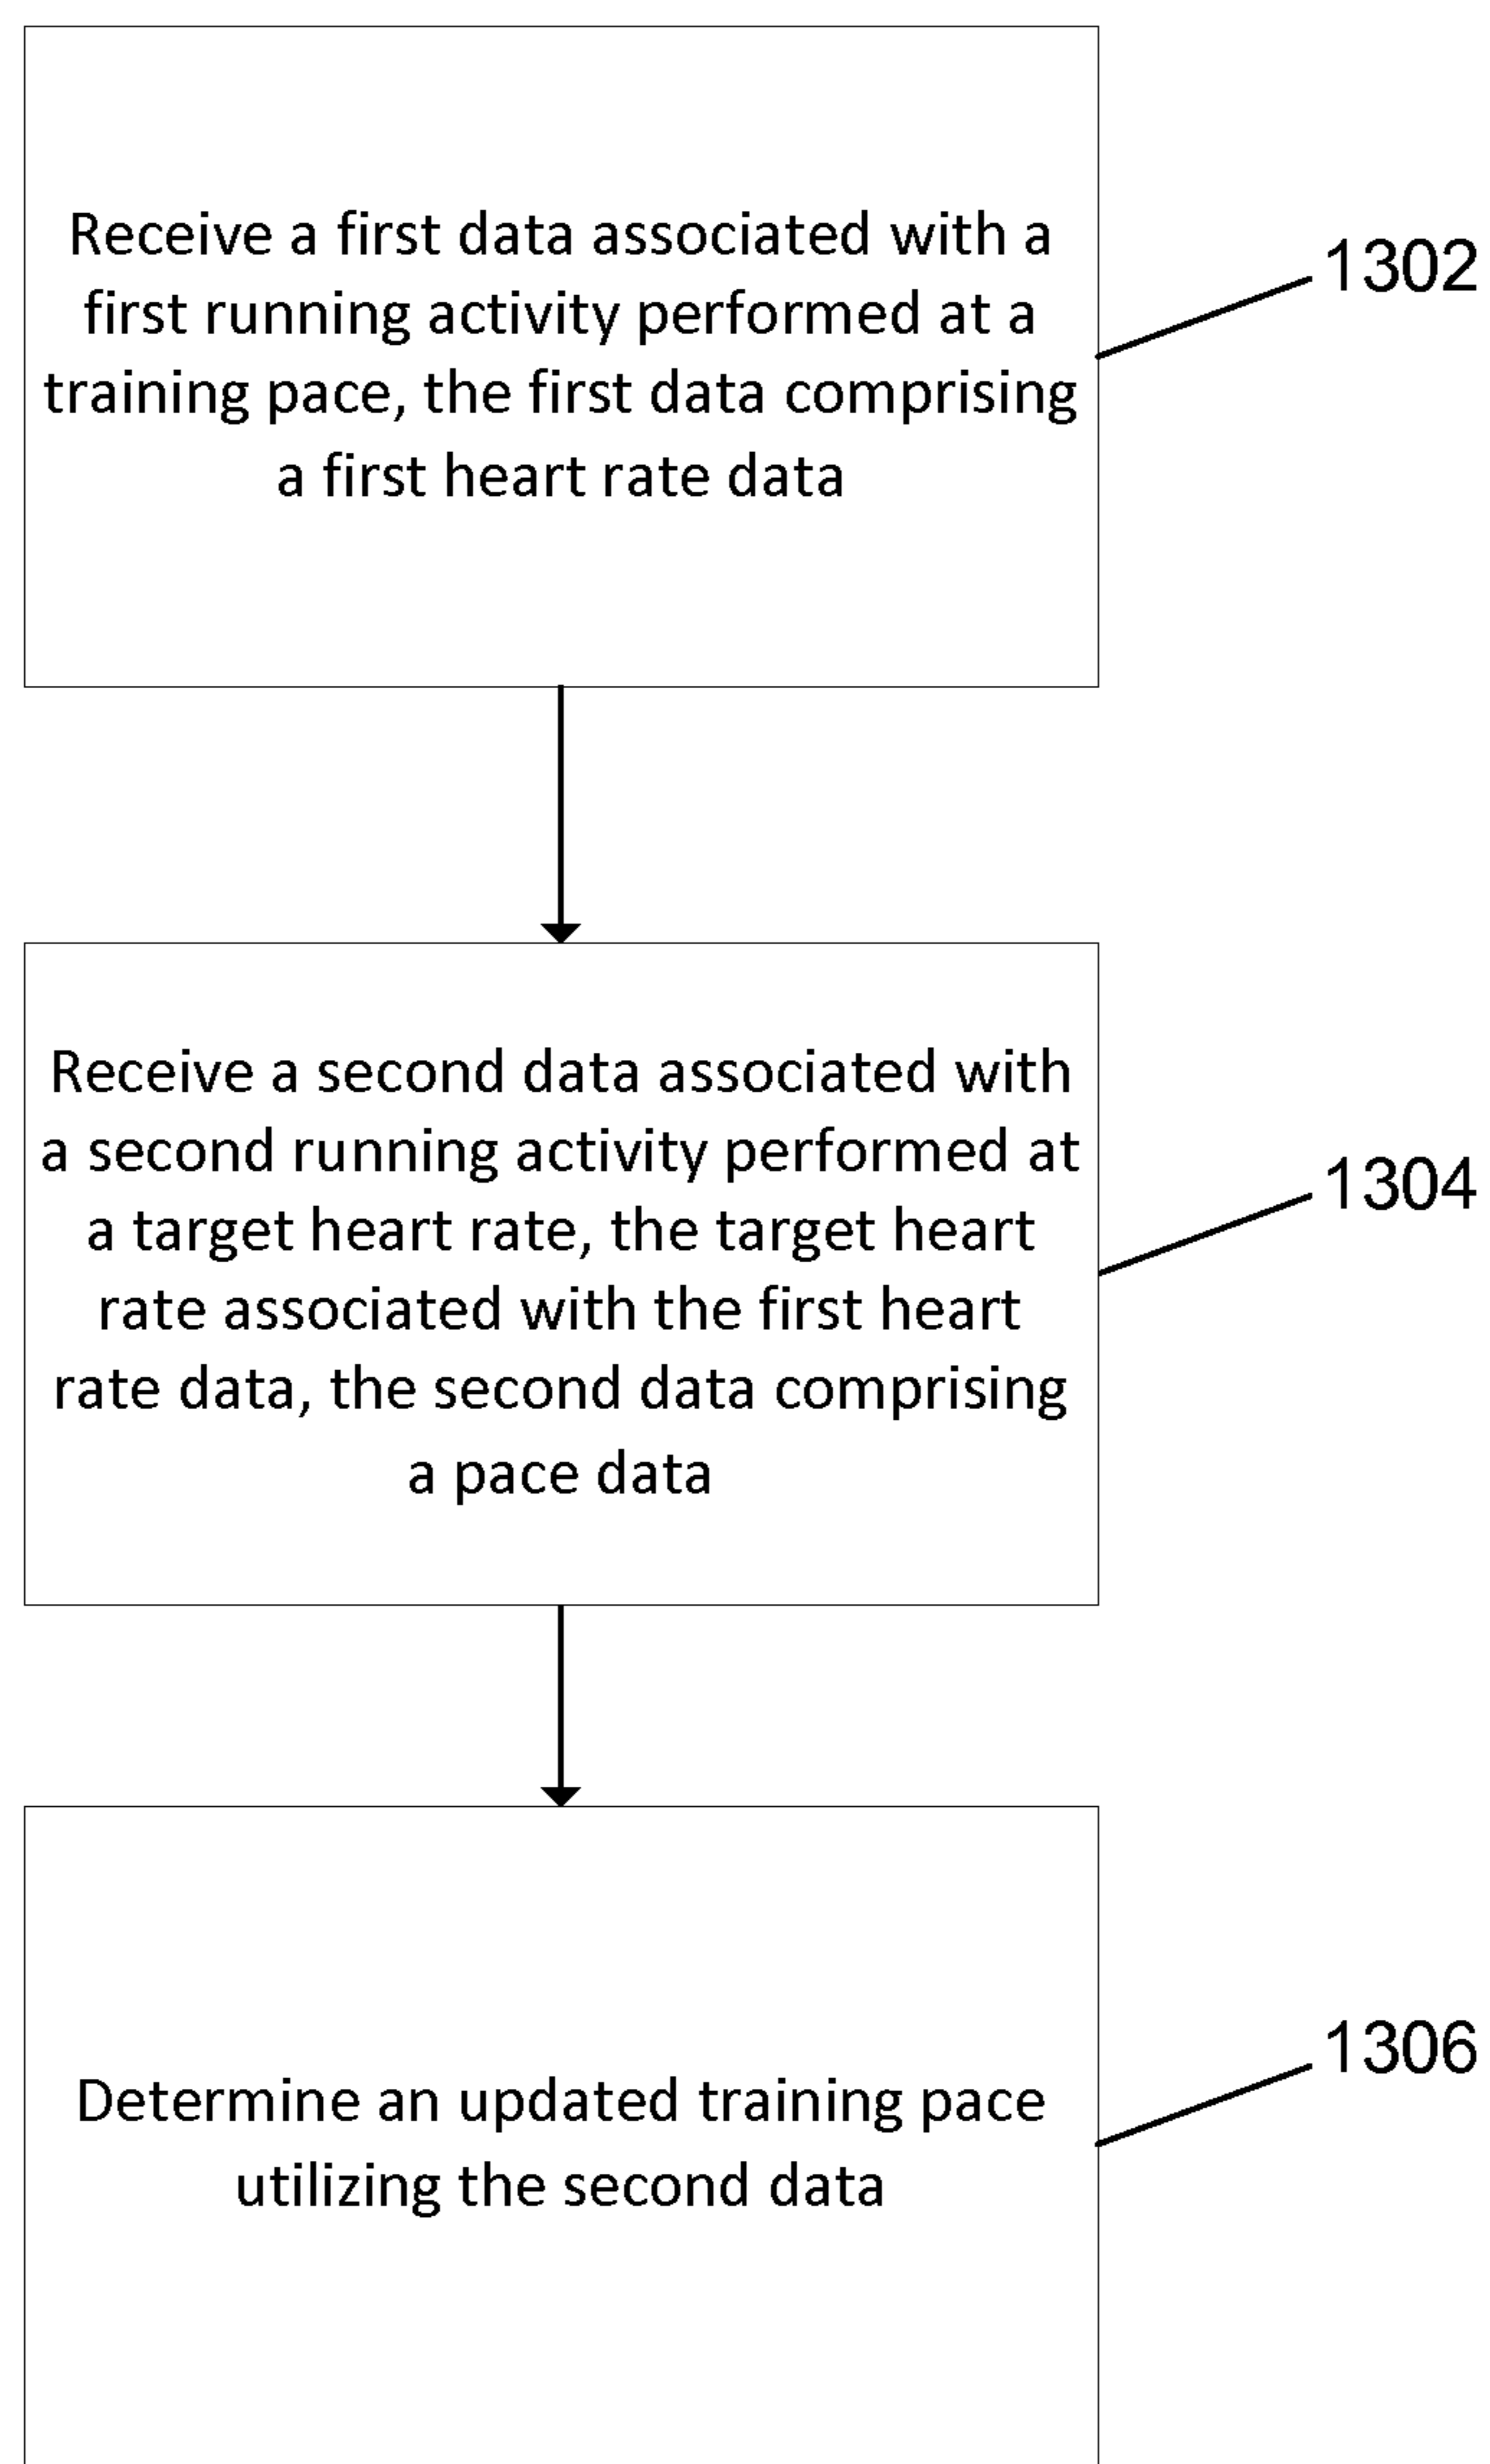 Receive a first data associated with a
first running activity performed at a
training pace, the first data comprising
a first heart rate data
1302
Receive a second data associated with
a second running activity performed at
a target heart rate, the target heart
rate associated with the first heart
rate data, the second data comprising
a pace data
1304
Determine an updated training pace
utilizing the second data
1306